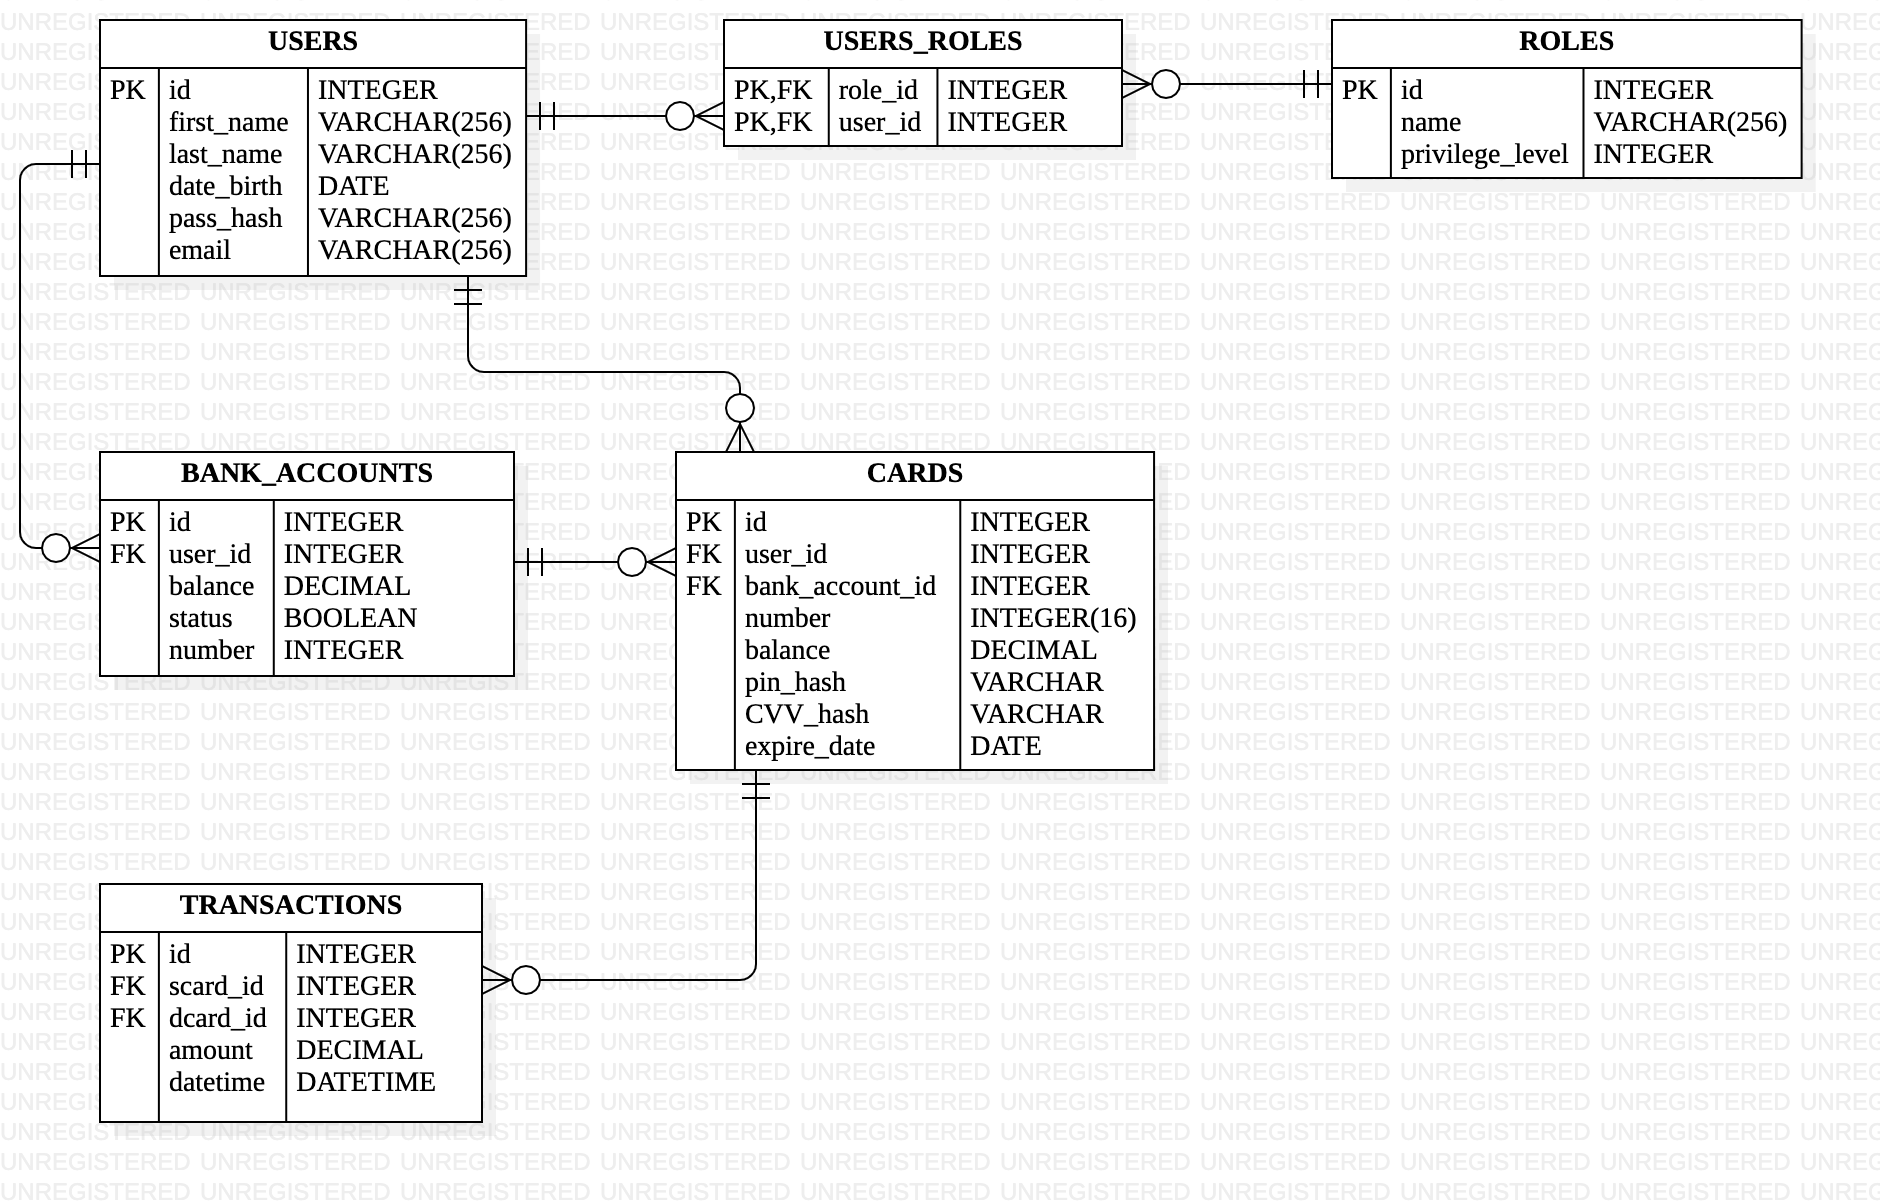 USERS
PK id INTEGER
first_name VARCHAR(256)
last_name VARCHAR(256)
date_birth DATE
pass_hash VARCHAR(256)
email VARCHAR(256)
USERS_ROLES
PK,FK role_id INTEGER
PK,FK user_id INTEGER
ROLES
PK id INTEGER
name VARCHAR(256)
privilege_level INTEGER
BANK_ACCOUNTS
PK id INTEGER
FK user_id INTEGER
balance DECIMAL
status BOOLEAN
number INTEGER
CARDS
PK id INTEGER
FK user_id INTEGER
FK bank_account_id INTEGER
number INTEGER(16)
balance DECIMAL
pin_hash VARCHAR
CVV_hash VARCHAR
expire_date DATE
TRANSACTIONS
PK id INTEGER
FK scard_id INTEGER
FK dcard_id INTEGER
amount DECIMAL
datetime DATETIME
UNREGISTERED